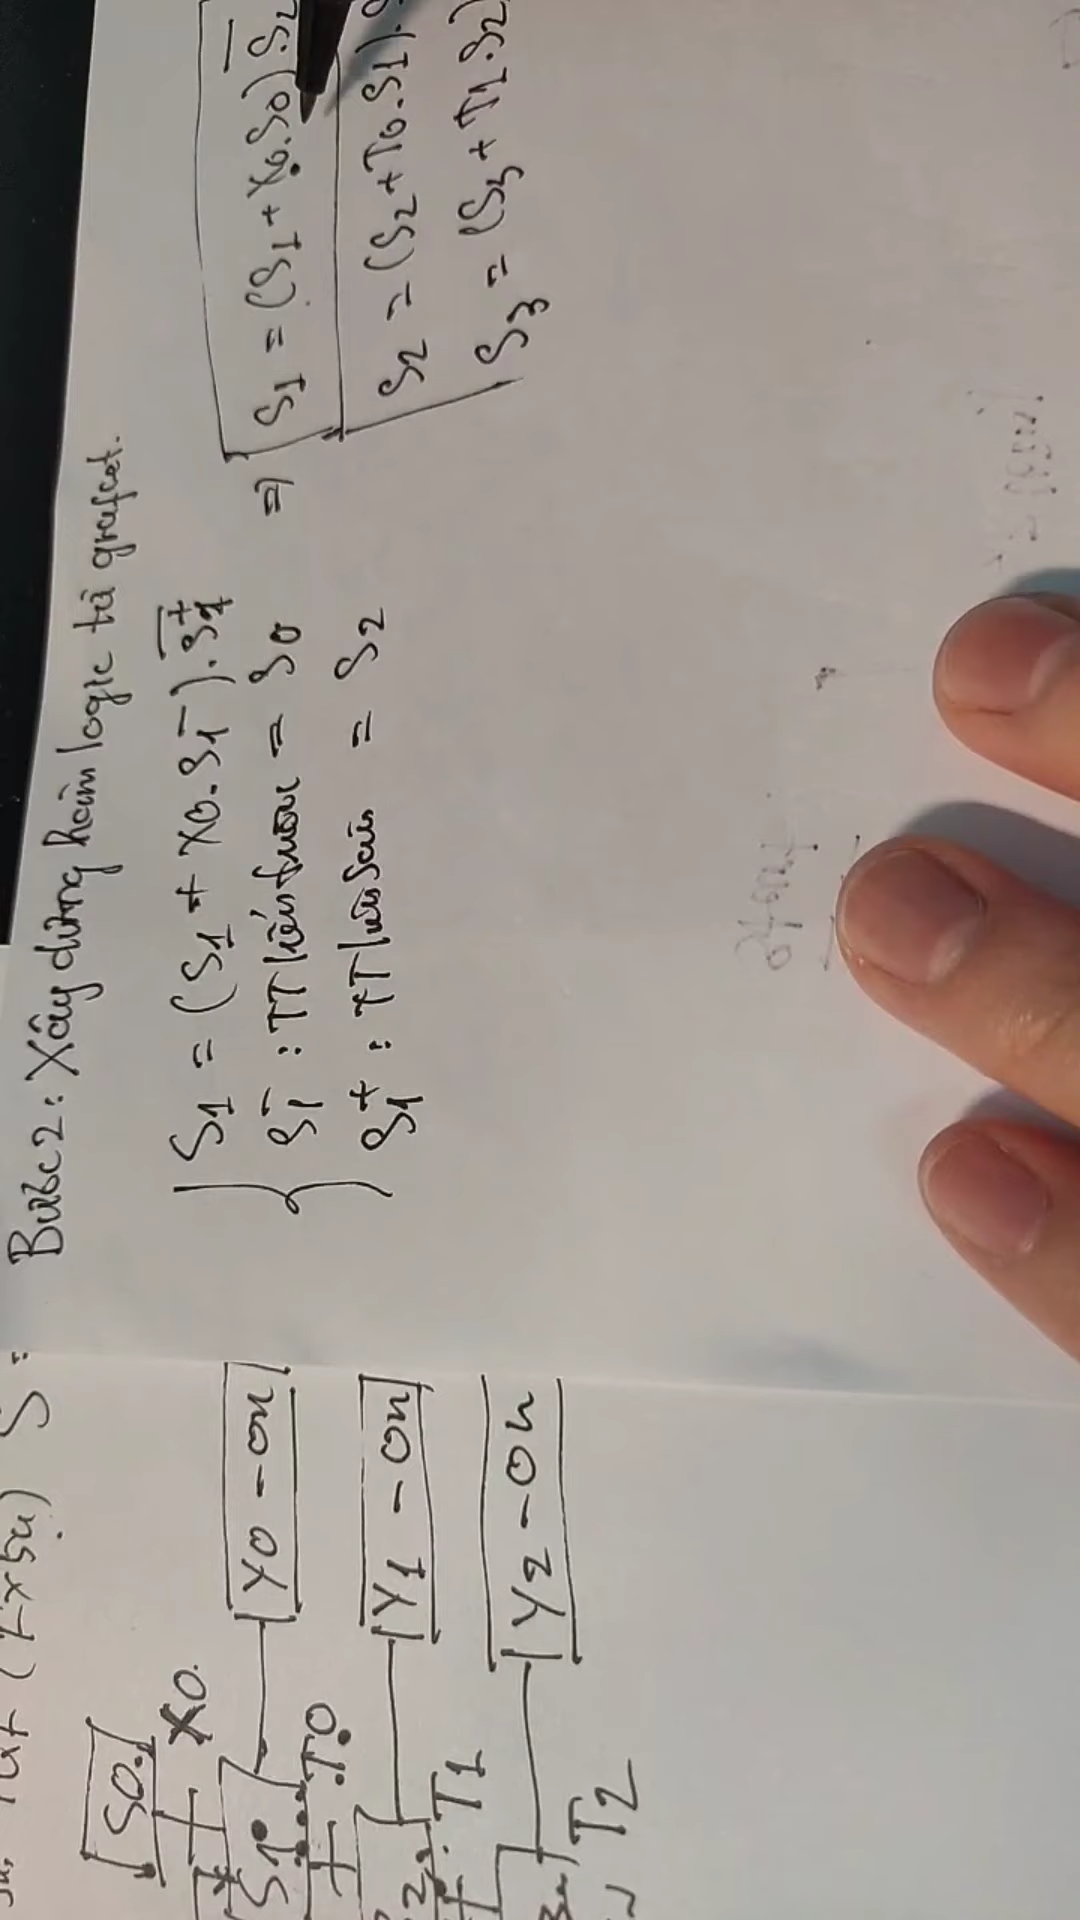 Bước 2: Xây dựng hàm logic từ grafcet.
S1 = (S1 + X0.S1⁻).S1⁺‾
S1⁻ : TT liền trước = S0
S1⁺ : TT liền sau = S2
=>
S1 = (S1 + X0.S0).S2‾
S2 = (S2 + T0.S1).
S3 = (S3 + T1.S2)
S0
X0
S1
Y0 - on
T0
Y1 - on
T1
Y2 - on
T2